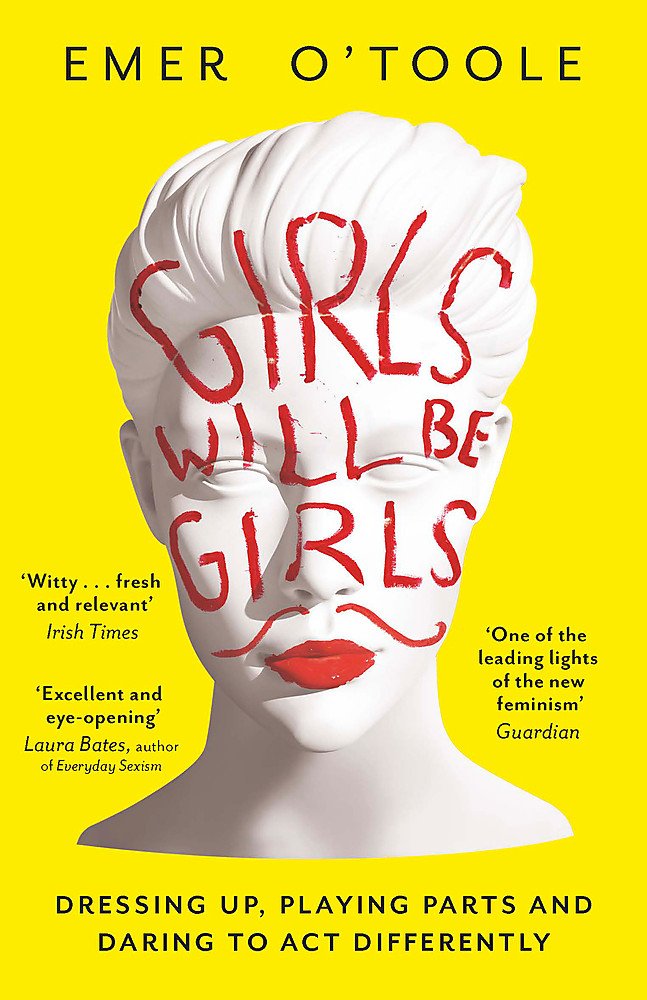 EMER O'TOOLE
GIRLS
WILL BE
GIRLS
‘Witty . . . fresh
and relevant’
Irish Times
‘Excellent and
eye-opening’
Laura Bates, author
of Everyday Sexism
‘One of the
leading lights
of the new
feminism’
Guardian
DRESSING UP, PLAYING PARTS AND
DARING TO ACT DIFFERENTLY